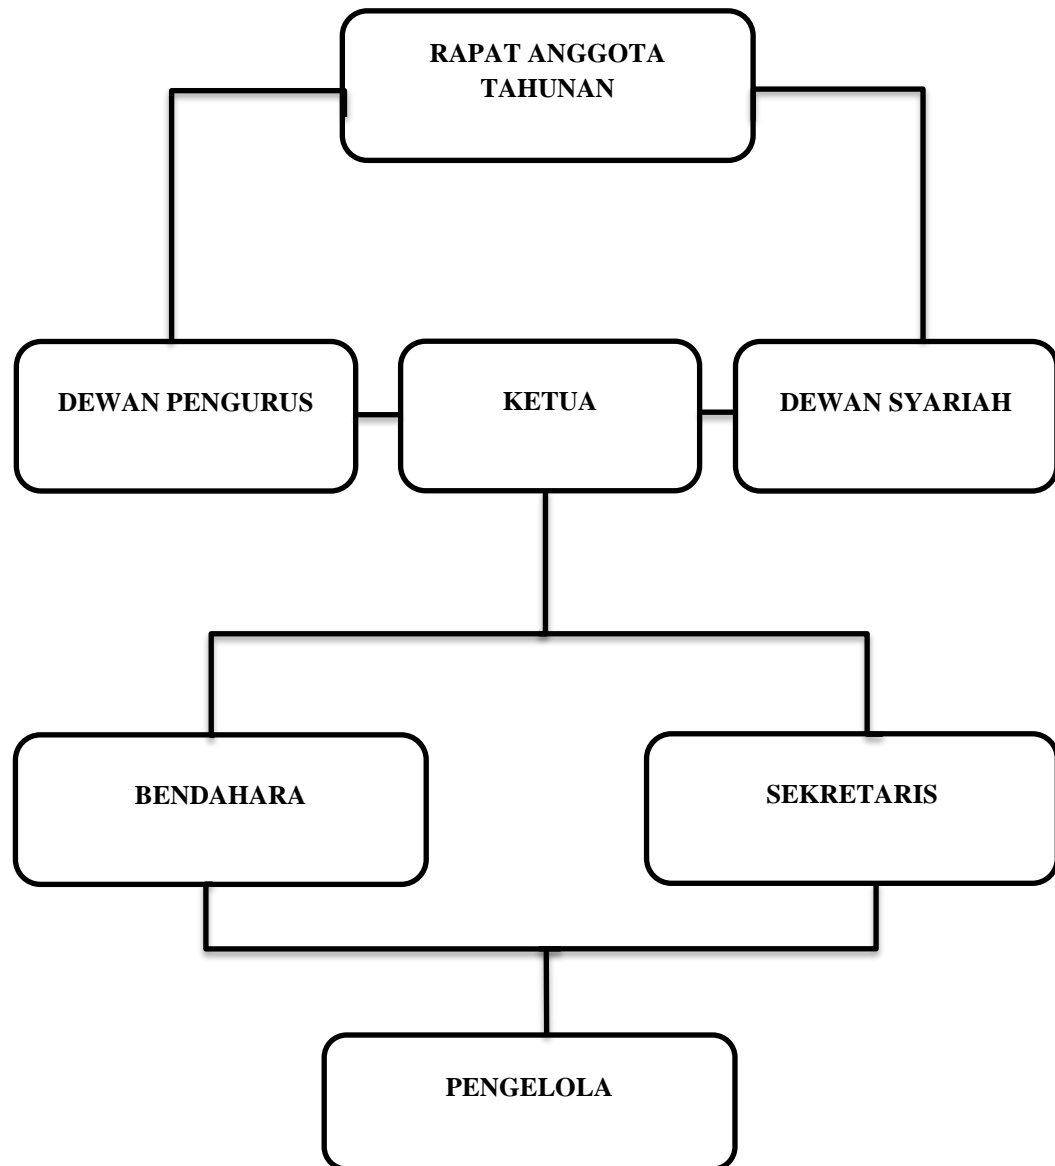 RAPAT ANGGOTA
TAHUNAN
DEWAN PENGURUS
KETUA
DEWAN SYARIAH
BENDAHARA
SEKRETARIS
PENGELOLA